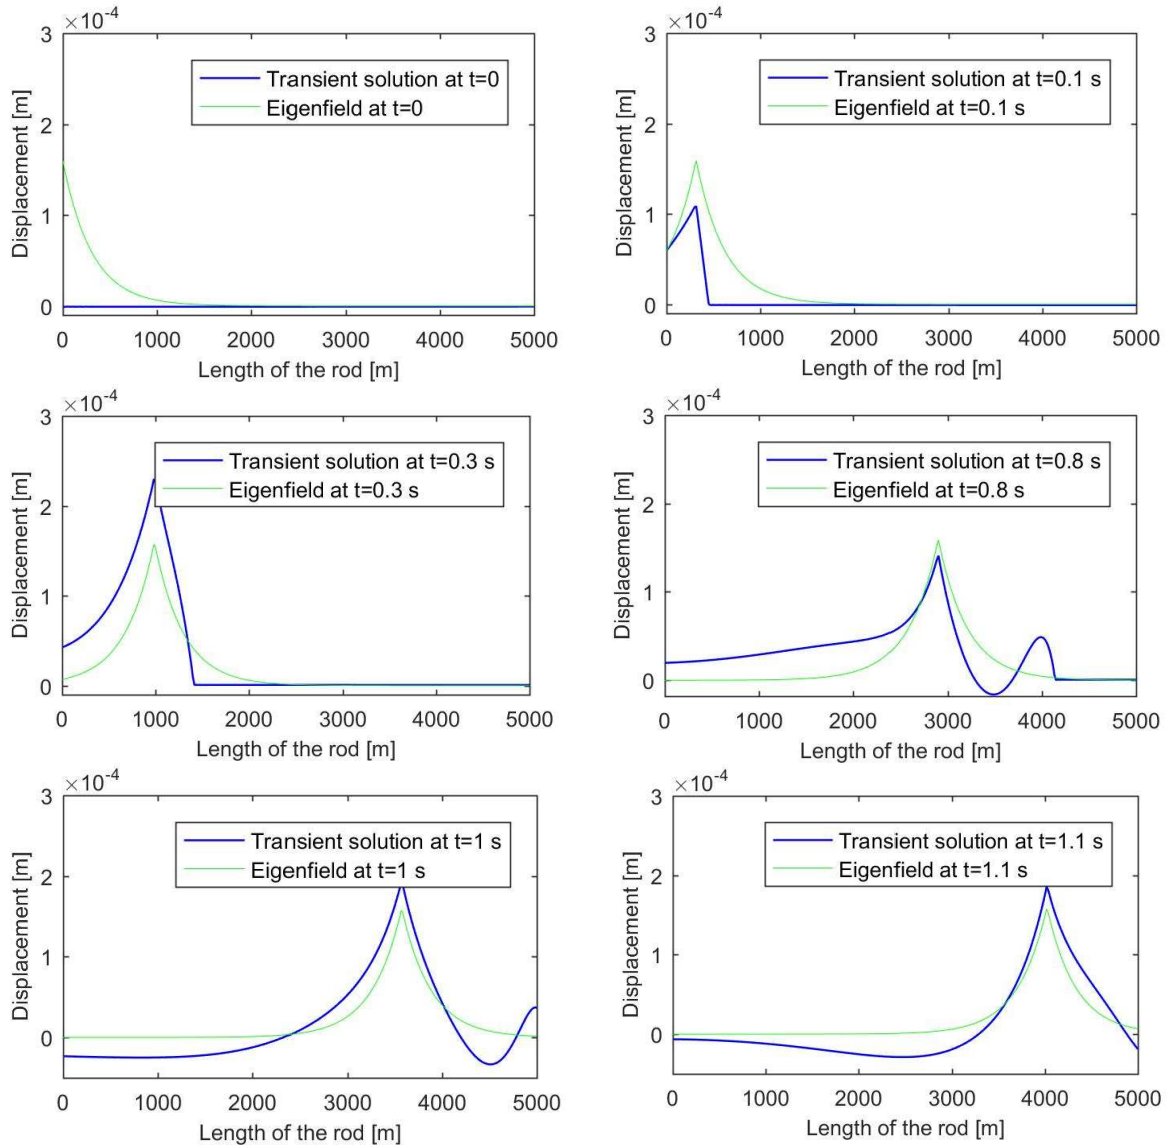 ×10-4
3
2
1
0
Displacement [m]
Transient solution at t=0
Eigenfield at t=0
0 1000 2000 3000 4000 5000
Length of the rod [m]
×10-4
3
2
1
0
Displacement [m]
Transient solution at t=0.1 s
Eigenfield at t=0.1 s
0 1000 2000 3000 4000 5000
Length of the rod [m]
×10-4
3
2
1
0
Displacement [m]
Transient solution at t=0.3 s
Eigenfield at t=0.3 s
0 1000 2000 3000 4000 5000
Length of the rod [m]
×10-4
3
2
1
0
Displacement [m]
Transient solution at t=0.8 s
Eigenfield at t=0.8 s
0 1000 2000 3000 4000 5000
Length of the rod [m]
×10-4
3
2
1
0
Displacement [m]
Transient solution at t=1 s
Eigenfield at t=1 s
0 1000 2000 3000 4000 5000
Length of the rod [m]
×10-4
3
2
1
0
Displacement [m]
Transient solution at t=1.1 s
Eigenfield at t=1.1 s
0 1000 2000 3000 4000 5000
Length of the rod [m]